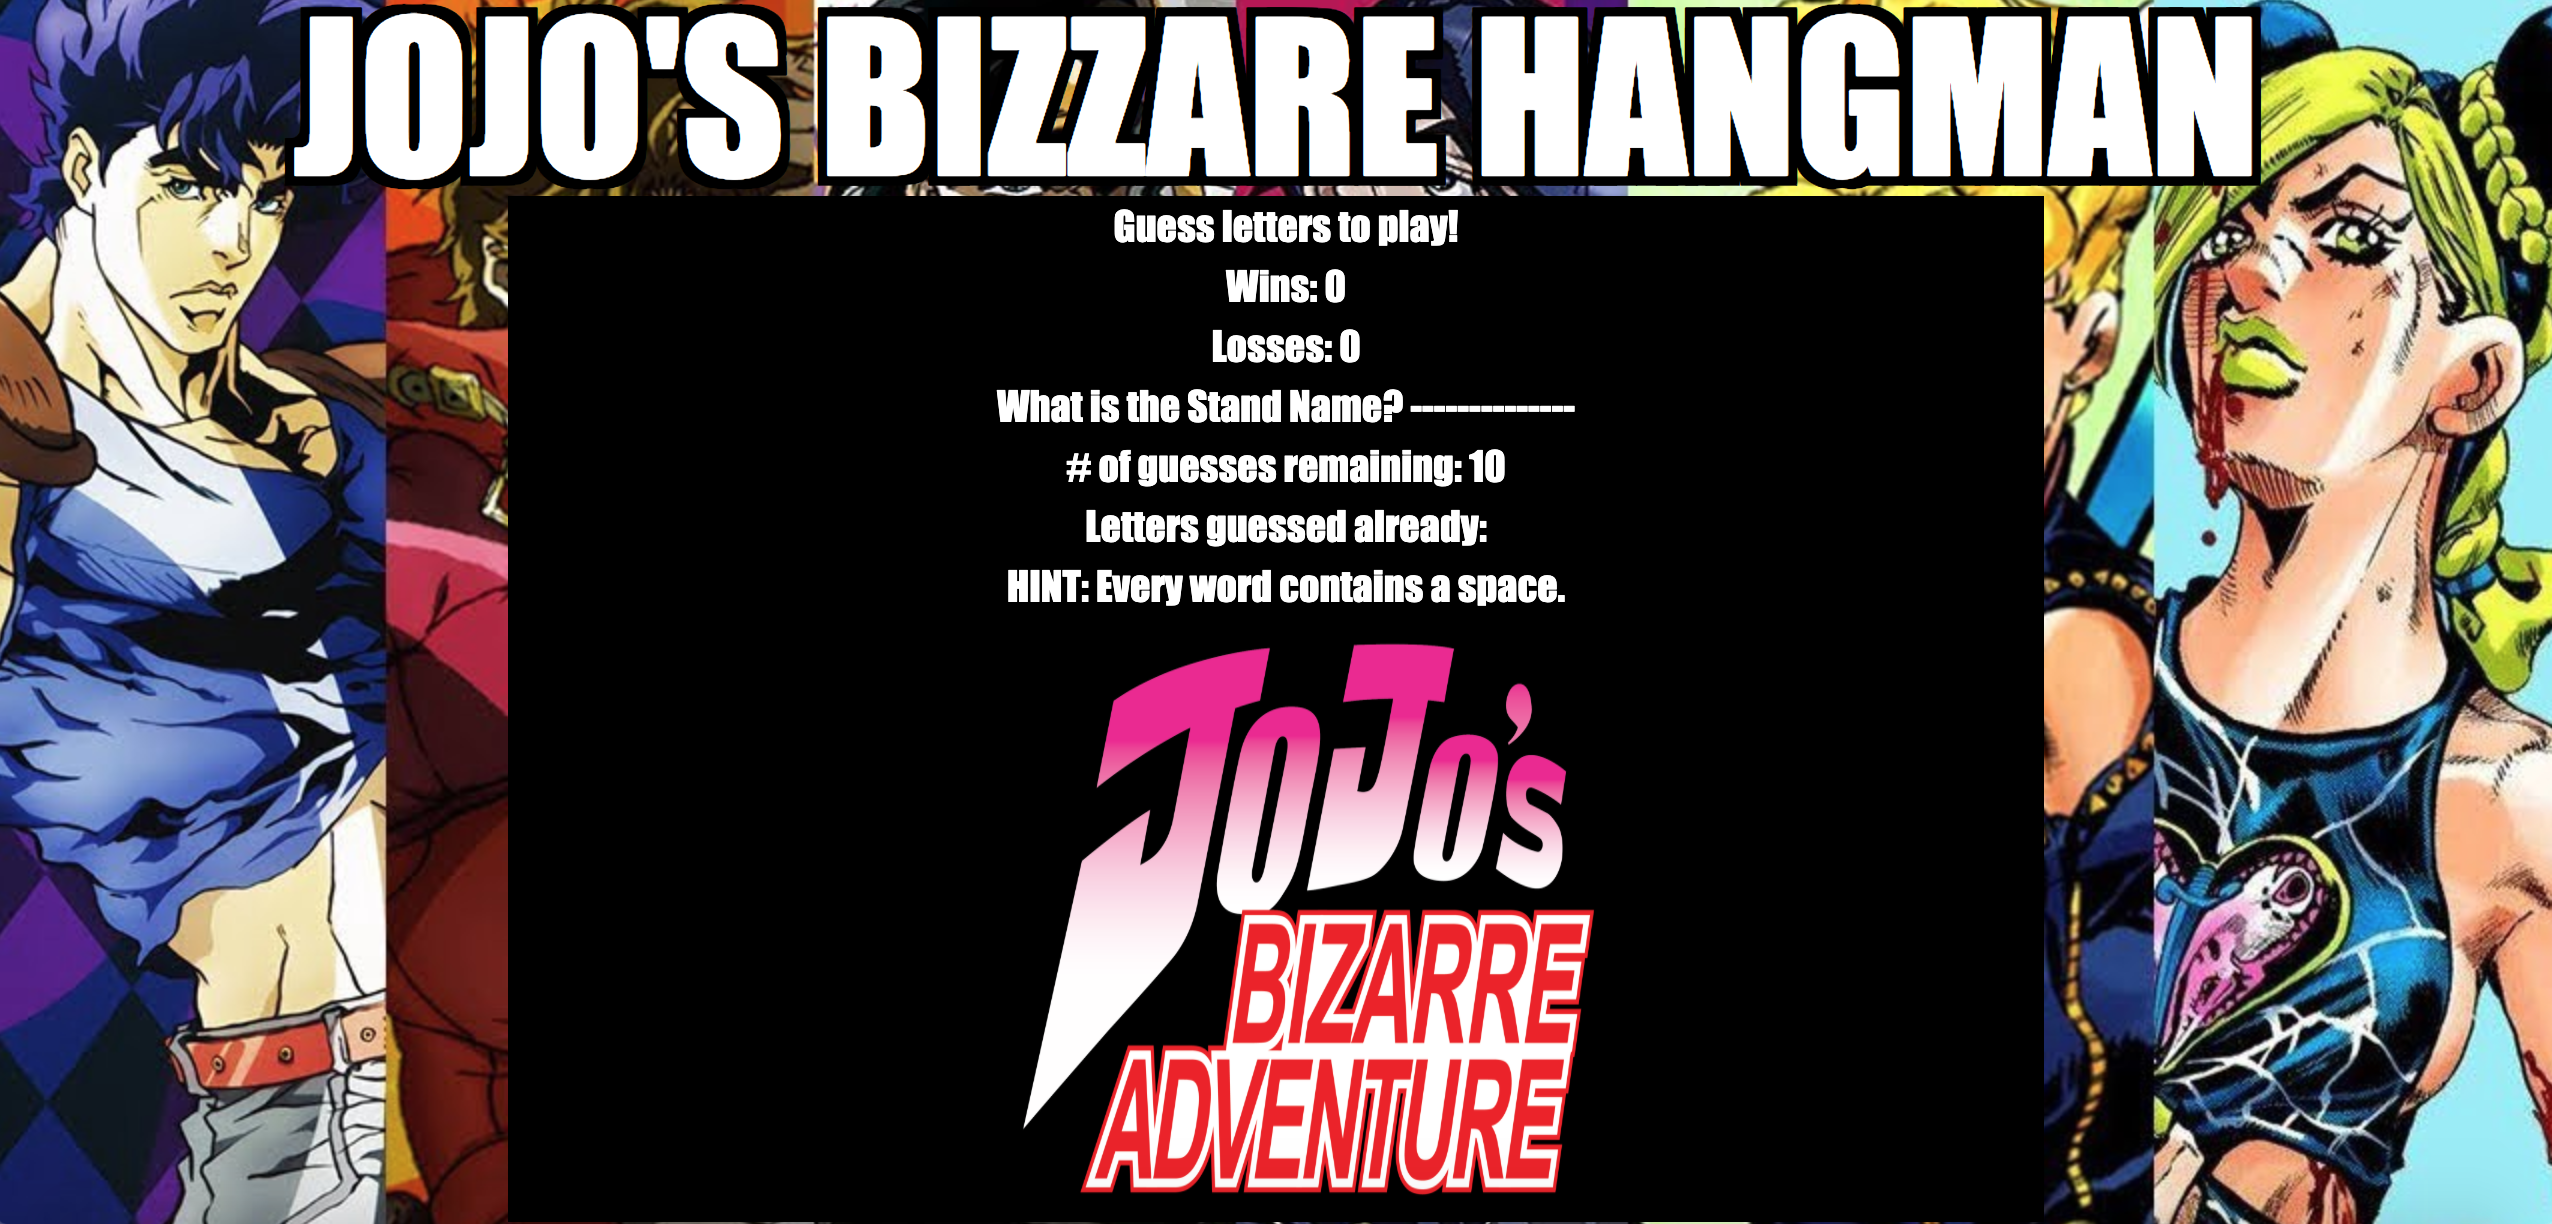 JOJO'S BIZZARE HANGMAN
Guess letters to play!
Wins: 0
Losses: 0
What is the Stand Name? --------------
# of guesses remaining: 10
Letters guessed already:
HINT: Every word contains a space.
JOJO's
BIZARRE
ADVENTURE